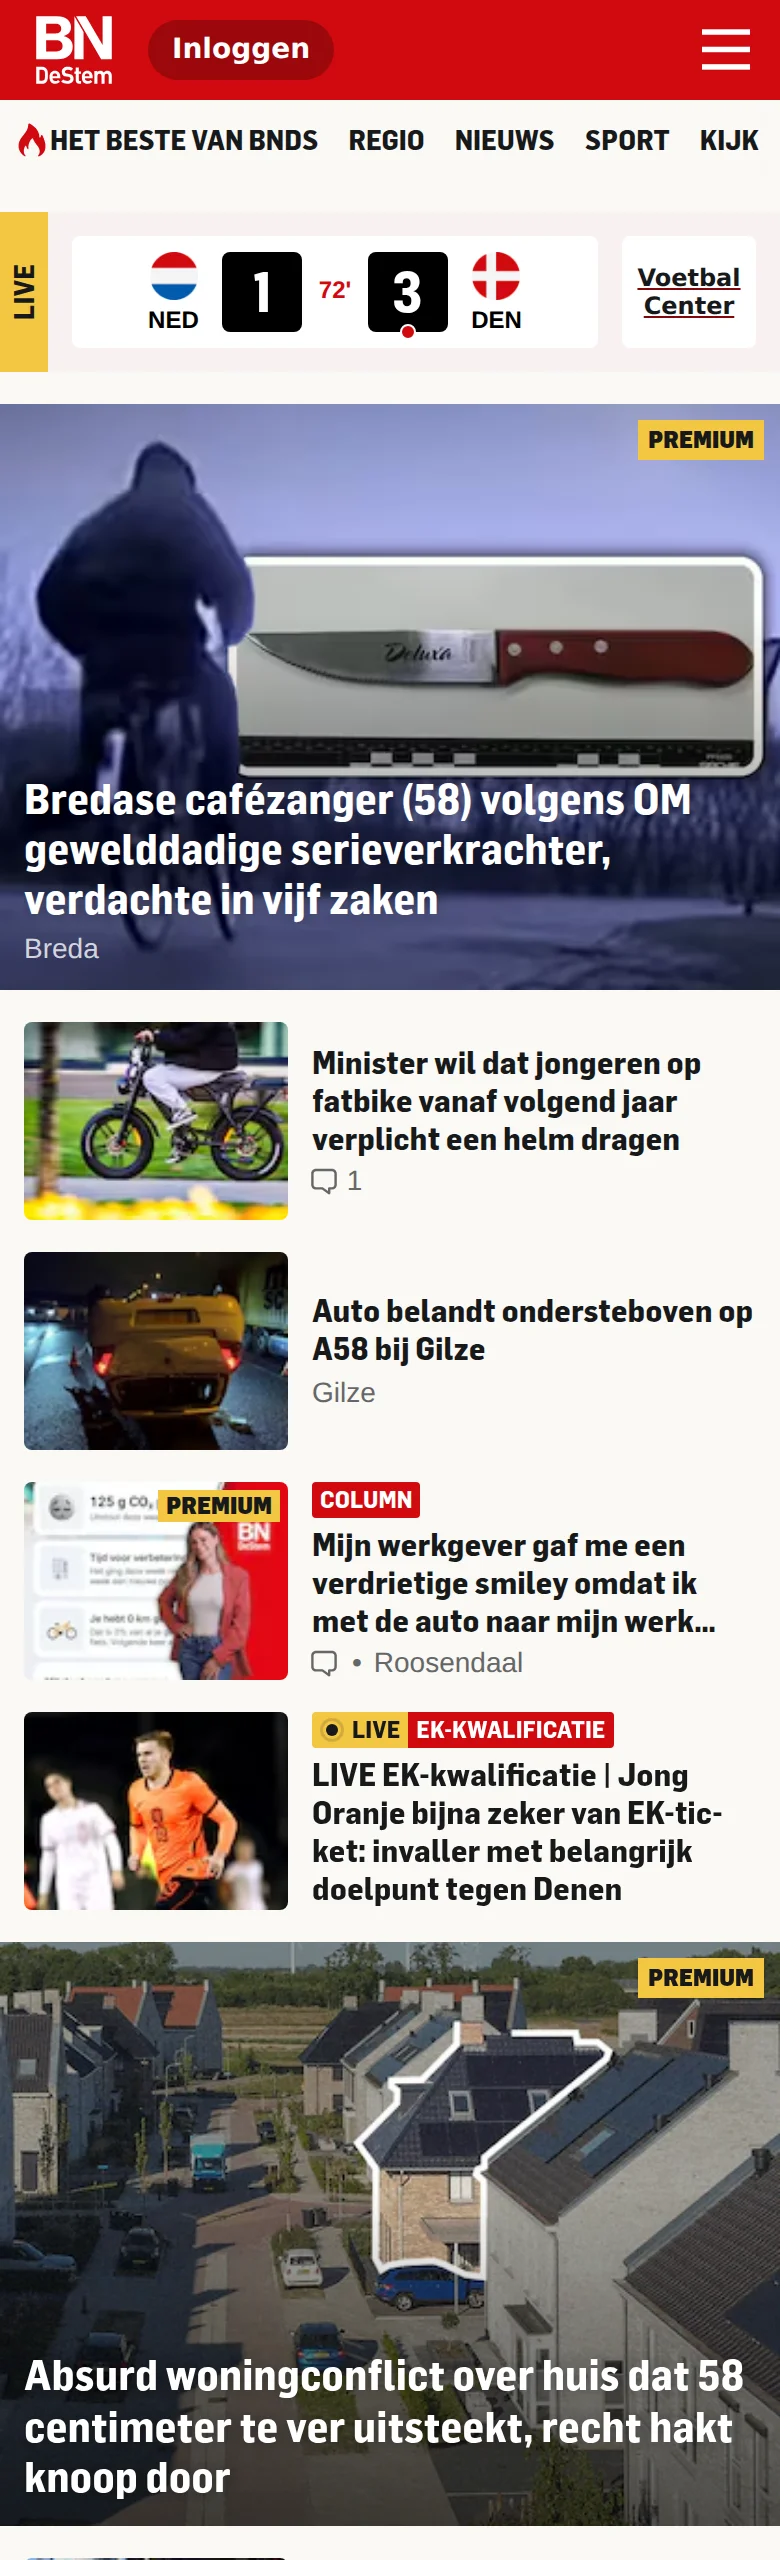 BN
DeStem
Inloggen
HET BESTE VAN BNDS REGIO NIEUWS SPORT KIJK
LIVE
NED
1
72'
3
DEN
Voetbal
Center
PREMIUM
Deluxa
Bredase cafézanger (58) volgens OM
gewelddadige serieverkrachter,
verdachte in vijf zaken
Breda
Minister wil dat jongeren op
fatbike vanaf volgend jaar
verplicht een helm dragen
1
Auto belandt ondersteboven op
A58 bij Gilze
Gilze
125 g CO₂
PREMIUM
BN
DeStem
Tijd voor verbetering
Je hebt 0 km g
COLUMN
Mijn werkgever gaf me een
verdrietige smiley omdat ik
met de auto naar mijn werk...
• Roosendaal
LIVE EK-KWALIFICATIE
LIVE EK-kwalificatie | Jong
Oranje bijna zeker van EK-tic-
ket: invaller met belangrijk
doelpunt tegen Denen
PREMIUM
Absurd woningconflict over huis dat 58
centimeter te ver uitsteekt, recht hakt
knoop door